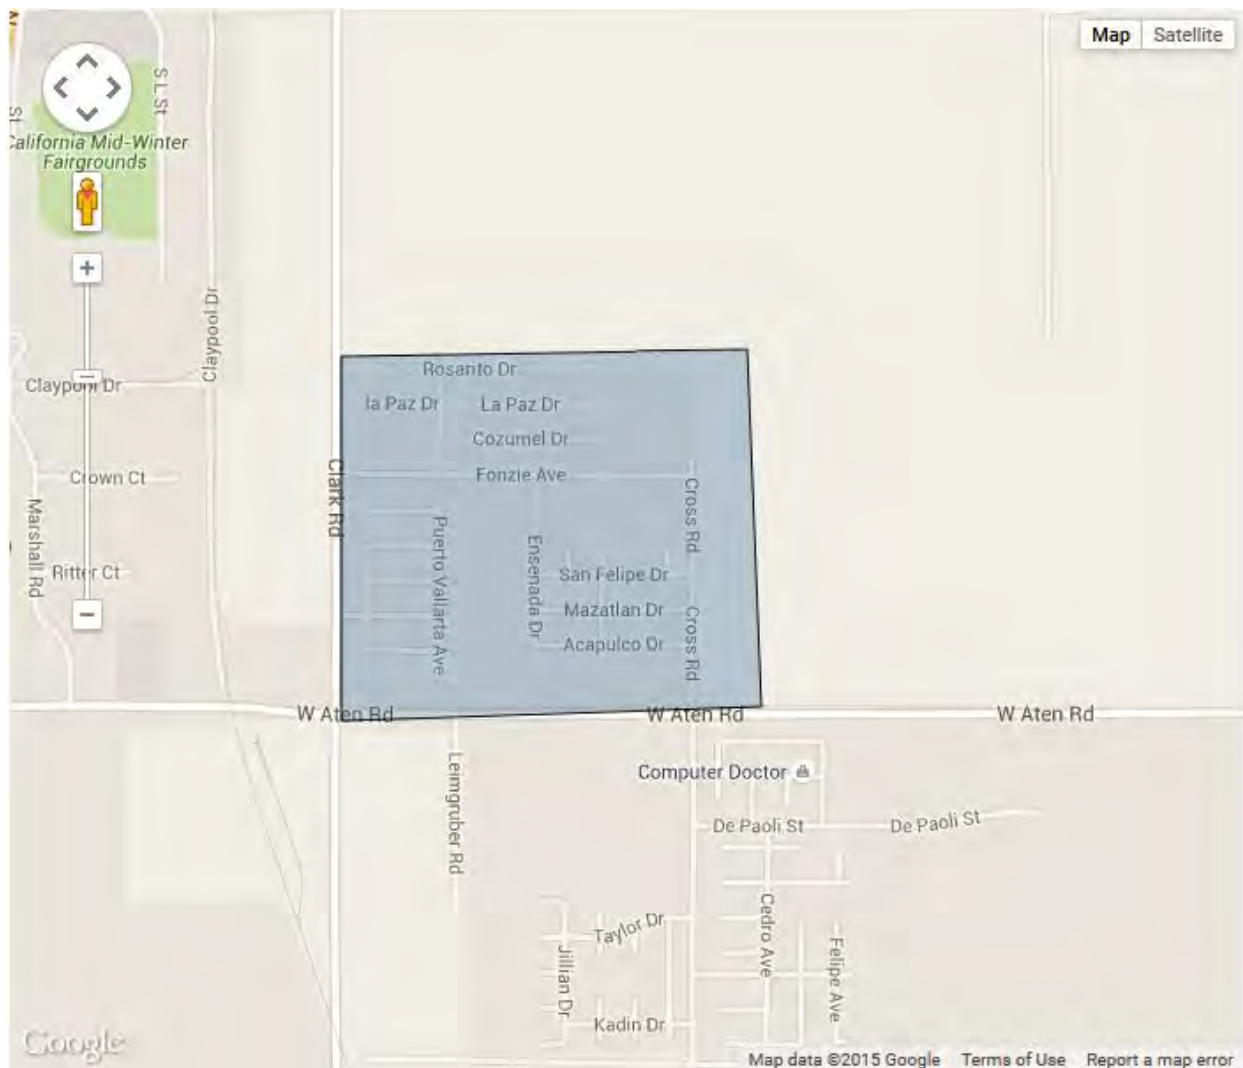 Map Satellite
S L St
St
California Mid-Winter
Fairgrounds
Claypool Dr
Rosarito Dr
Claypool Dr
la Paz Dr La Paz Dr
Cozumel Dr
Clark Rd
Fonzie Ave
Crown Ct
Cross Rd
Marshall Rd
Puerto Vallarta Ave
Ensenada Dr
Ritter Ct
San Felipe Dr
Mazatlan Dr
Cross Rd
Acapulco Dr
W Aten Rd W Aten Rd W Aten Rd
Leimgruber Rd
Computer Doctor
De Paoli St De Paoli St
Taylor Dr
Cedro Ave
Jillian Dr
Felipe Ave
Kadin Dr
Google
Map data ©2015 Google Terms of Use Report a map error